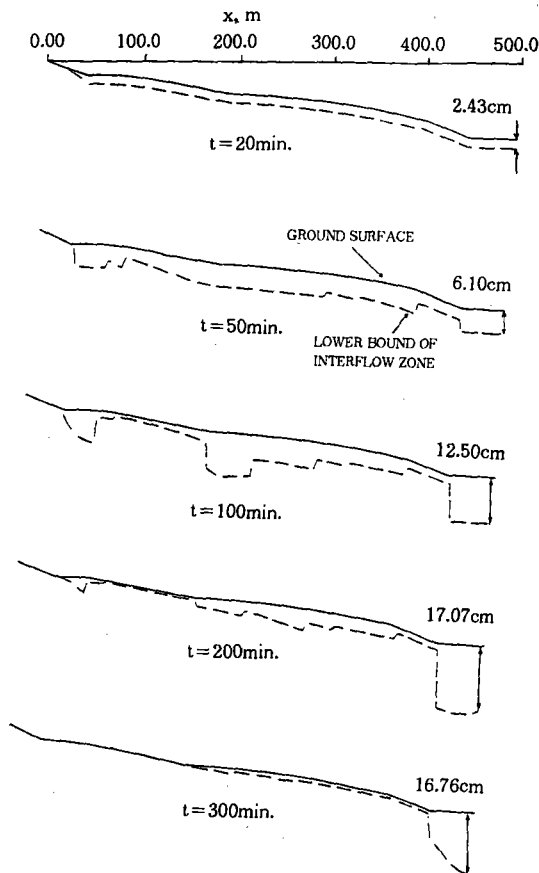 x, m
0.00 100.0 200.0 300.0 400.0 500.0
2.43cm
t=20min.
GROUND SURFACE
6.10cm
t=50min.
LOWER BOUND OF
INTERFLOW ZONE
12.50cm
t=100min.
17.07cm
t=200min.
16.76cm
t=300min.